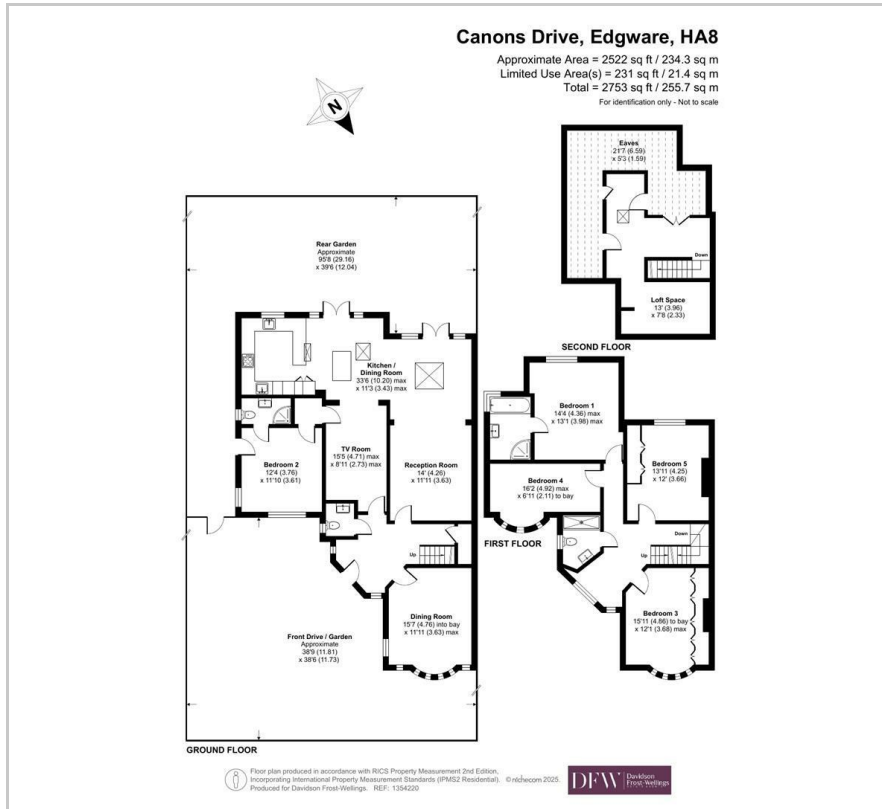 Canons Drive, Edgware, HA8
Approximate Area = 2522 sq ft / 234.3 sq m
Limited Use Area(s) = 231 sq ft / 21.4 sq m
Total = 2753 sq ft / 255.7 sq m
For identification only - Not to scale
N
Eaves
21'7 (6.59)
x 5'3 (1.59)
Down
Loft Space
13' (3.96)
x 7'8 (2.33)
SECOND FLOOR
Rear Garden
Approximate
95'8 (29.16)
x 39'6 (12.04)
Kitchen /
Dining Room
33'6 (10.20) max
x 11'3 (3.43) max
TV Room
15'5 (4.71) max
x 8'11 (2.73) max
Reception Room
14' (4.26)
x 11'11 (3.63)
Bedroom 2
12'4 (3.76)
x 11'10 (3.61)
Up
Dining Room
15'7 (4.76) into bay
x 11'11 (3.63) max
Front Drive / Garden
Approximate
38'9 (11.81)
x 38'6 (11.73)
GROUND FLOOR
Bedroom 1
14'4 (4.36) max
x 13'1 (3.98) max
Bedroom 4
16'2 (4.92) max
x 6'11 (2.11) to bay
Bedroom 5
13'11 (4.25)
x 12' (3.66)
FIRST FLOOR
Down
Up
Bedroom 3
15'11 (4.86) to bay
x 12'1 (3.68) max
Floor plan produced in accordance with RICS Property Measurement 2nd Edition,
Incorporating International Property Measurement Standards (IPMS2 Residential). © nichecom 2025.
Produced for Davidson Frost-Wellings. REF: 1354220
DFW
Davidson
Frost-Wellings